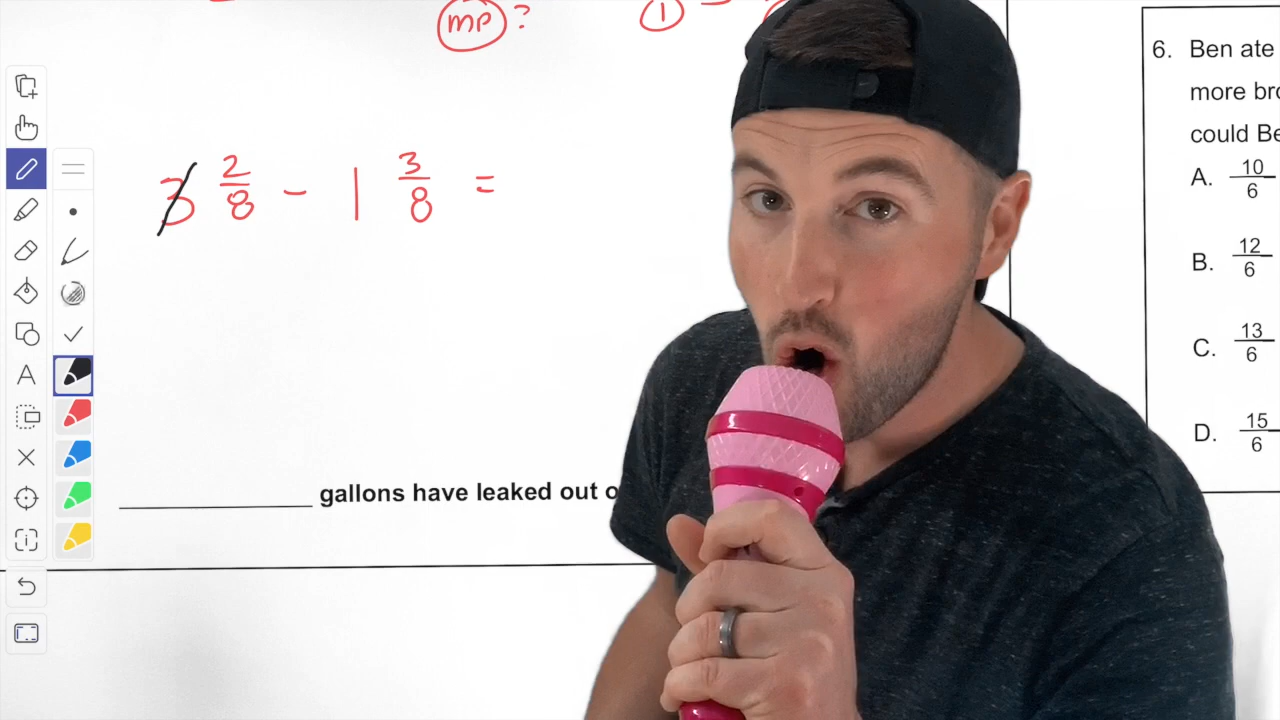 mp ? 1
3 2/8 - 1 3/8 =
gallons have leaked out o
6. Ben ate
more bro
could Be
A. 10/6
B. 12/6
C. 13/6
D. 15/6
A